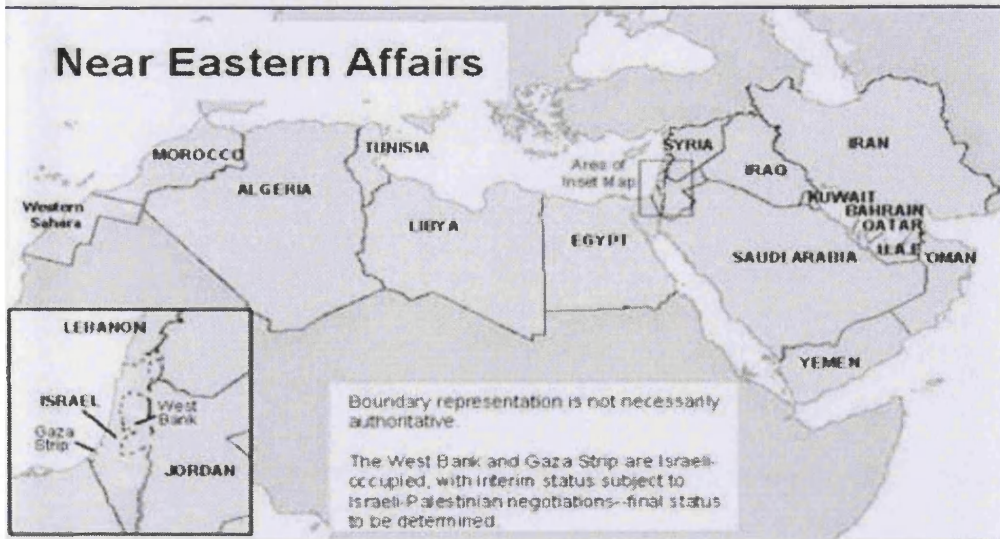 Near Eastern Affairs
MOROCCO
TUNISIA
ALGERIA
LIBYA
EGYPT
Western
Sahara
Area of
Inset Map
SYRIA
IRAQ
IRAN
KUWAIT
BAHRAIN
QATAR
U.A.E
OMAN
SAUDI ARABIA
YEMEN
LEBANON
ISRAEL
West
Bank
Gaza
Strip
JORDAN
Boundary representation is not necessarily
authoritative.
The West Bank and Gaza Strip are Israeli-
occupied, with interim status subject to
Israeli-Palestinian negotiations--final status
to be determined.